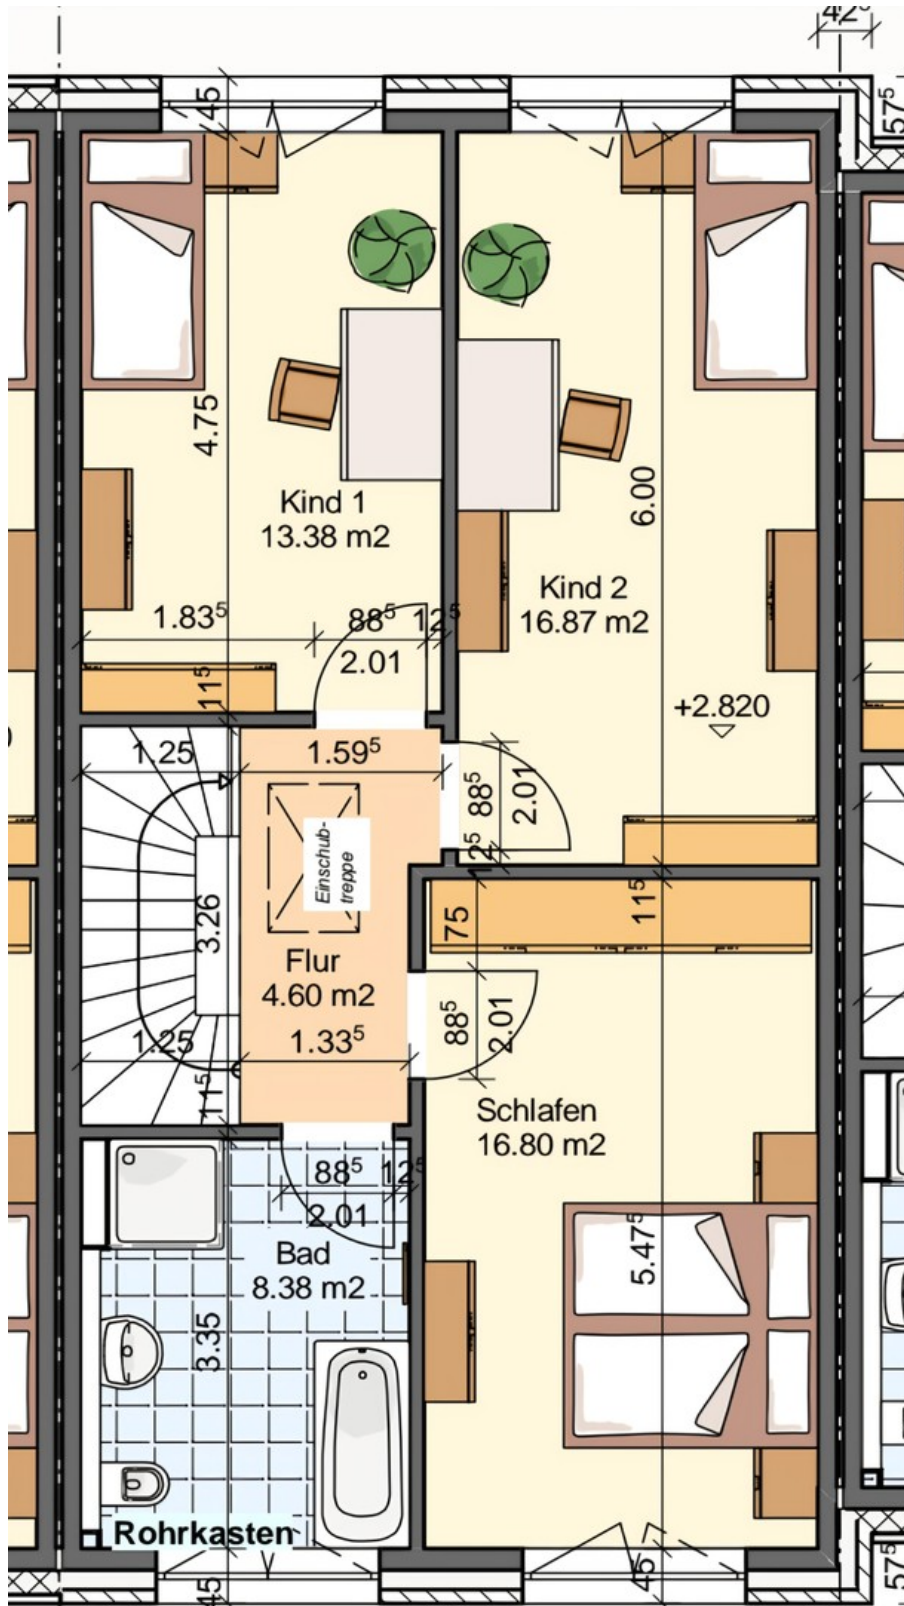 42⁵
45
57⁵
4.75
Kind 1
13.38 m2
6.00
Kind 2
16.87 m2
1.83⁵
88⁵
12⁵
2.01
11⁵
+2.820
1.25
1.59⁵
88⁵
2.01
12⁵
Einschub-
treppe
3.26
75
11⁵
Flur
4.60 m2
88⁵
2.01
1.25
1.33⁵
11⁵
Schlafen
16.80 m2
88⁵
12⁵
2.01
Bad
8.38 m2
5.47⁵
3.35
Rohrkasten
45
45
57⁵